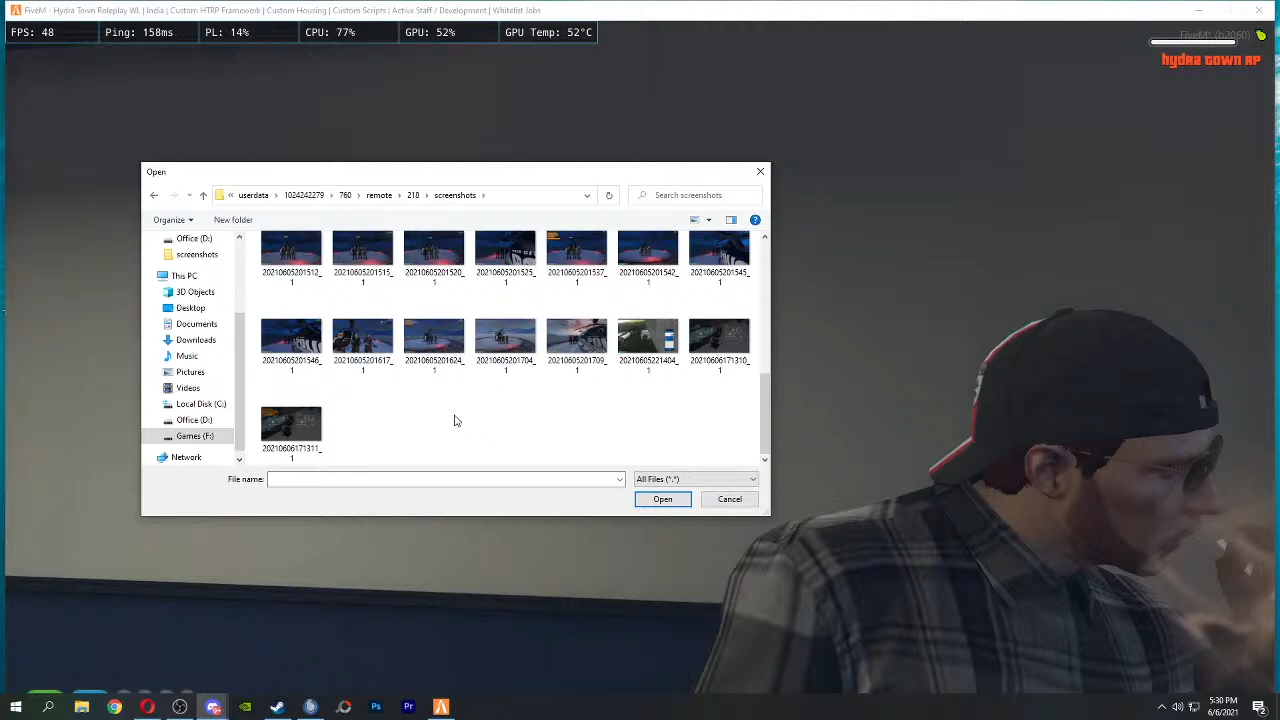 FiveM - Hydra Town Roleplay WL | India | Custom HTRP Framework | Custom Housing | Custom Scripts | Active Staff / Development | Whitelist Jobs
FPS: 48 Ping: 158ms PL: 14% CPU: 77% GPU: 52% GPU Temp: 52°C
FiveM* (b2060)
HYDRA TOWN RP
Open
« userdata › 1024242279 › 760 › remote › 218 › screenshots ›
Search screenshots
Organize New folder
Office (D:)
screenshots
This PC
3D Objects
Desktop
Documents
Downloads
Music
Pictures
Videos
Local Disk (C:)
Office (D:)
Games (F:)
Network
20210605201512_1
20210605201515_1
20210605201520_1
20210605201525_1
20210605201537_1
20210605201542_1
20210605201545_1
20210605201546_1
20210605201617_1
20210605201624_1
20210605201704_1
20210605201709_1
20210605221404_1
20210606171310_1
20210606171311_1
File name:
All Files (*.*)
Open Cancel
5:30 PM
6/6/2021